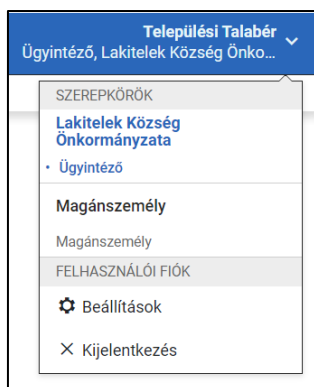 Települési Talabér
Ügyintéző, Lakitelek Község Önko...
SZEREPKÖRÖK
Lakitelek Község
Önkormányzata
• Ügyintéző
Magánszemély
Magánszemély
FELHASZNÁLÓI FIÓK
Beállítások
Kijelentkezés